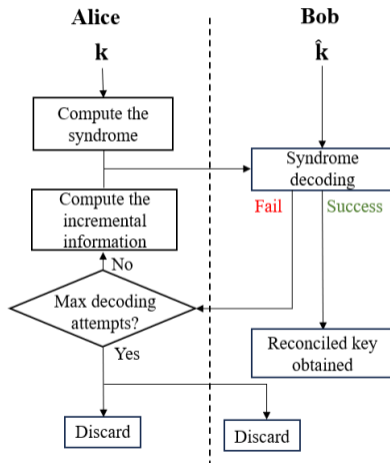 Alice
Bob
k
k̂
Compute the
syndrome
Syndrome
decoding
Compute the
incremental
information
Fail
Success
No
Max decoding
attempts?
Yes
Reconciled key
obtained
Discard
Discard